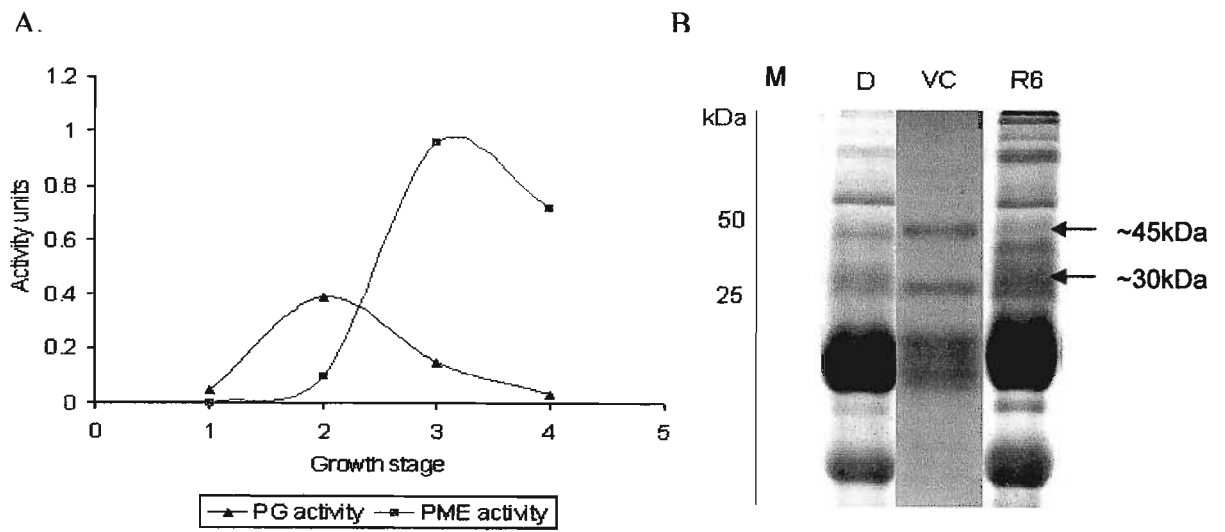 A.
1.2
1
0.8
0.6
0.4
0.2
0
Activity units
0 1 2 3 4 5
Growth stage
PG activity PME activity
B
M D VC R6
kDa
50
25
~45kDa
~30kDa